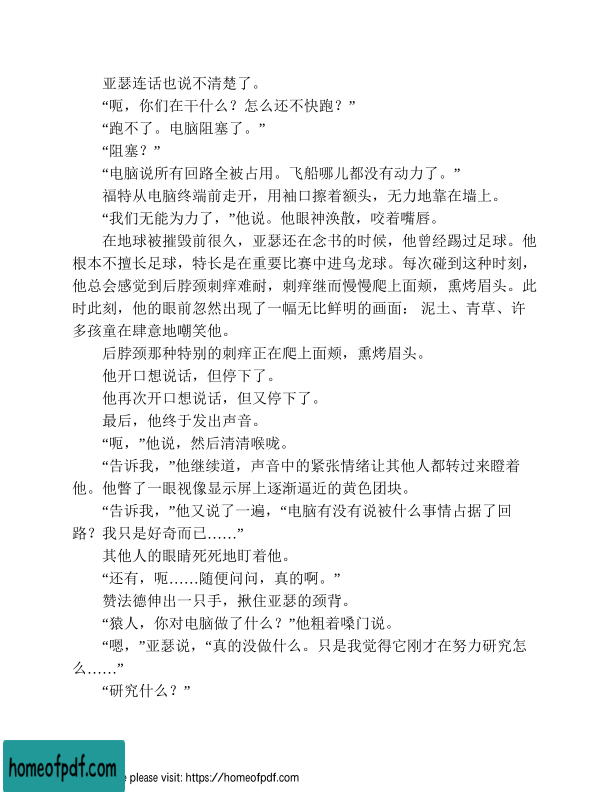 亚瑟连话也说不清楚了。
“呃，你们在干什么？怎么还不快跑？”
“跑不了。电脑阻塞了。”
“阻塞？”
“电脑说所有回路全被占用。飞船哪儿都没有动力了。”
福特从电脑终端前走开，用袖口擦着额头，无力地靠在墙上。
“我们无能为力了，”他说。他眼神涣散，咬着嘴唇。
在地球被摧毁前很久，亚瑟还在念书的时候，他曾经踢过足球。他
根本不擅长足球，特长是在重要比赛中进乌龙球。每次碰到这种时刻，
他总会感觉到后脖颈刺痒难耐，刺痒继而慢慢爬上面颊，熏烤眉头。此
时此刻，他的眼前忽然出现了一幅无比鲜明的画面： 泥土、青草、许
多孩童在肆意地嘲笑他。
后脖颈那种特别的刺痒正在爬上面颊，熏烤眉头。
他开口想说话，但停下了。
他再次开口想说话，但又停下了。
最后，他终于发出声音。
“呃，”他说，然后清清喉咙。
“告诉我，”他继续道，声音中的紧张情绪让其他人都转过来瞪着
他。他瞥了一眼视像显示屏上逐渐逼近的黄色团块。
“告诉我，”他又说了一遍，“电脑有没有说被什么事情占据了回
路？我只是好奇而已……”
其他人的眼睛死死地盯着他。
“还有，呃……随便问问，真的啊。”
赞法德伸出一只手，揪住亚瑟的颈背。
“猿人，你对电脑做了什么？”他粗着嗓门说。
“嗯，”亚瑟说，“真的没做什么。只是我觉得它刚才在努力研究怎
么……”
“研究什么？”
homeofpdf.com
e please visit: https://homeofpdf.com